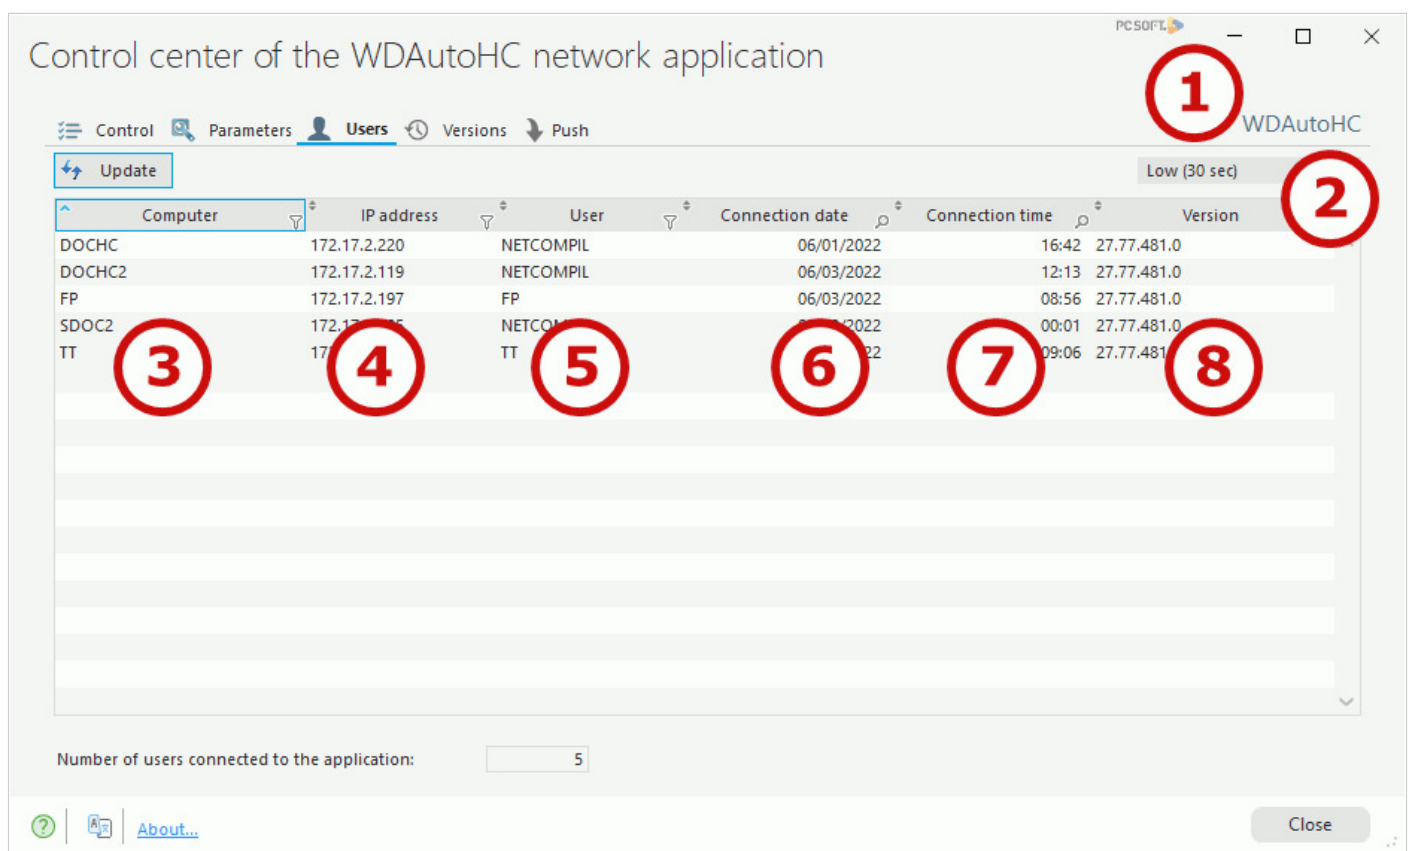 PC SOFT
Control center of the WDAutoHC network application
1
Control Parameters Users Versions Push WDAutoHC
Update Low (30 sec) 2
Computer IP address User Connection date Connection time Version
DOCHC 172.17.2.220 NETCOMPIL 06/01/2022 16:42 27.77.481.0
DOCHC2 172.17.2.119 NETCOMPIL 06/03/2022 12:13 27.77.481.0
FP 172.17.2.197 FP 06/03/2022 08:56 27.77.481.0
SDOC2 00:01 27.77.481.0
TT TT 09:06
3 4 5 6 7 8
Number of users connected to the application: 5
About... Close